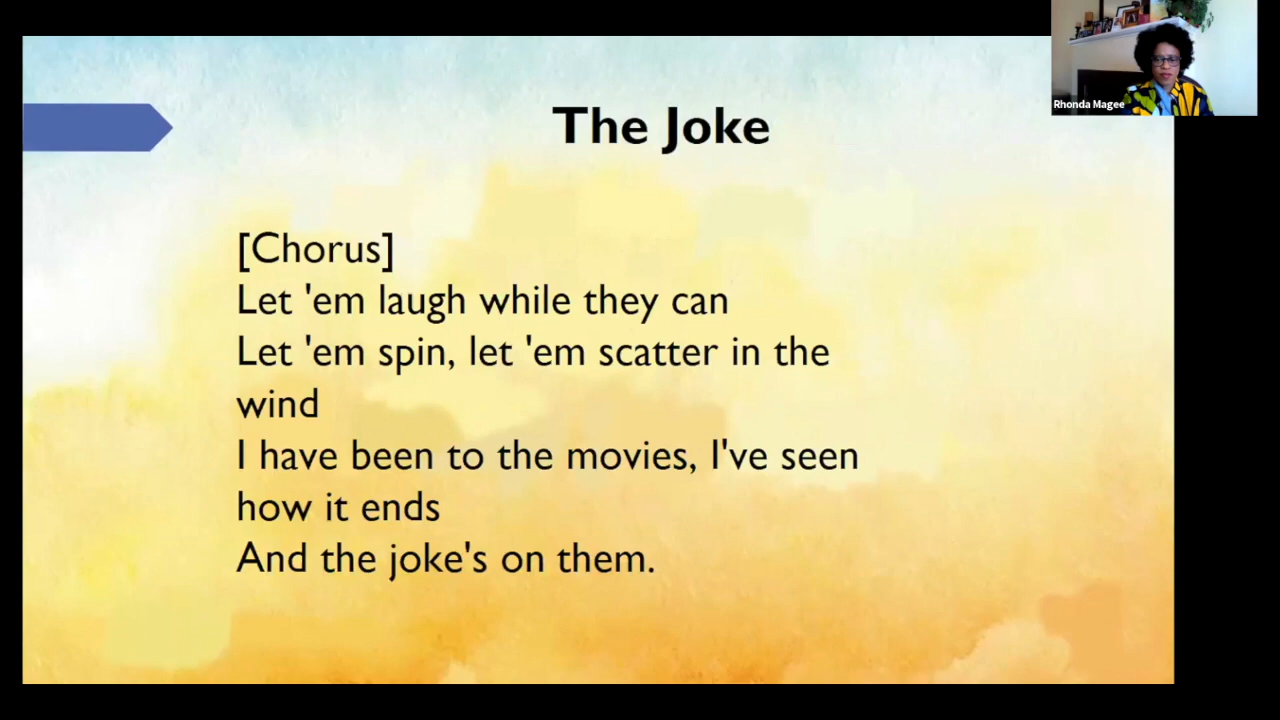 Rhonda Magee
The Joke
[Chorus]
Let 'em laugh while they can
Let 'em spin, let 'em scatter in the
wind
I have been to the movies, I've seen
how it ends
And the joke's on them.